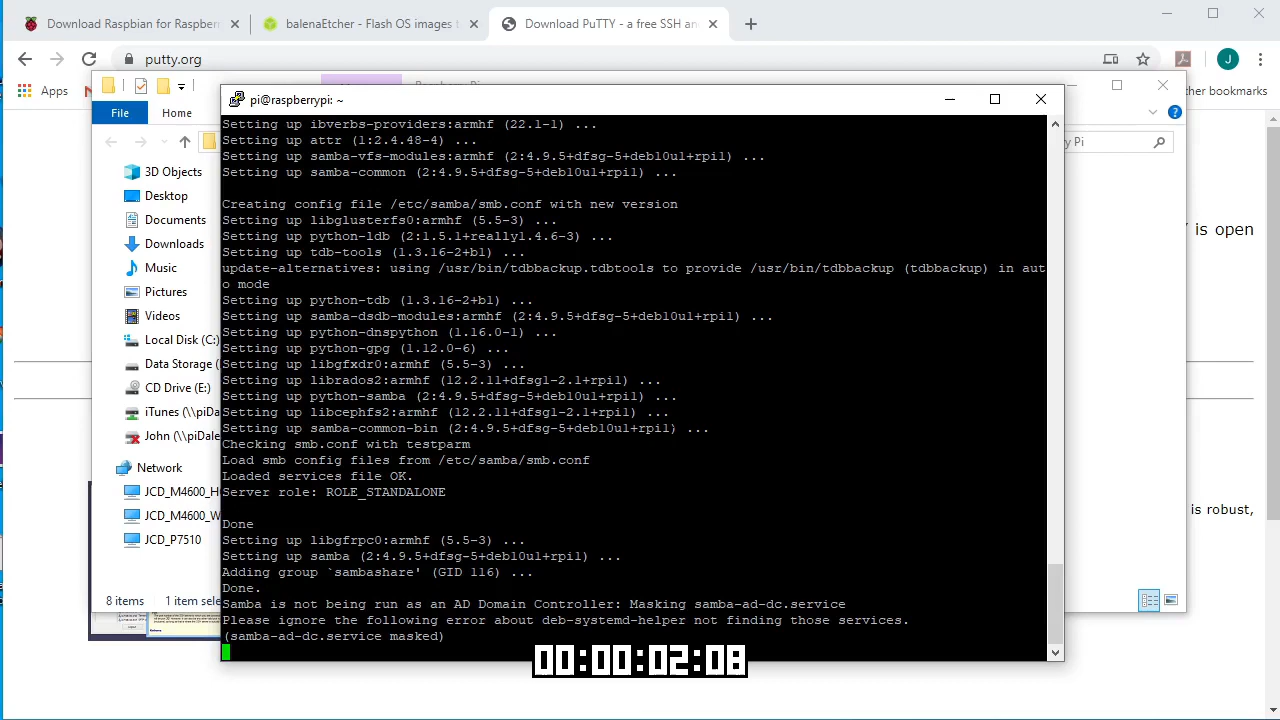 Download Raspbian for Raspberr
balenaEtcher - Flash OS images t
Download PuTTY - a free SSH an
putty.org
J
Apps
her bookmarks
pi@raspberrypi: ~
File
Home
y Pi
3D Objects
Desktop
Documents
Downloads
Music
Pictures
Videos
Local Disk (C:)
Data Storage (
CD Drive (E:)
iTunes (\\piDale
John (\\piDale
Network
JCD_M4600_H
JCD_M4600_W
JCD_P7510
8 items 1 item sele
Setting up ibverbs-providers:armhf (22.1-1) ...
Setting up attr (1:2.4.48-4) ...
Setting up samba-vfs-modules:armhf (2:4.9.5+dfsg-5+deb10u1+rpi1) ...
Setting up samba-common (2:4.9.5+dfsg-5+deb10u1+rpi1) ...
Creating config file /etc/samba/smb.conf with new version
Setting up libglusterfs0:armhf (5.5-3) ...
Setting up python-ldb (2:1.5.1+really1.4.6-3) ...
Setting up tdb-tools (1.3.16-2+b1) ...
update-alternatives: using /usr/bin/tdbbackup.tdbtools to provide /usr/bin/tdbbackup (tdbbackup) in aut
o mode
Setting up python-tdb (1.3.16-2+b1) ...
Setting up samba-dsdb-modules:armhf (2:4.9.5+dfsg-5+deb10u1+rpi1) ...
Setting up python-dnspython (1.16.0-1) ...
Setting up python-gpg (1.12.0-6) ...
Setting up libgfxdr0:armhf (5.5-3) ...
Setting up librados2:armhf (12.2.11+dfsg1-2.1+rpi1) ...
Setting up python-samba (2:4.9.5+dfsg-5+deb10u1+rpi1) ...
Setting up libcephfs2:armhf (12.2.11+dfsg1-2.1+rpi1) ...
Setting up samba-common-bin (2:4.9.5+dfsg-5+deb10u1+rpi1) ...
Checking smb.conf with testparm
Load smb config files from /etc/samba/smb.conf
Loaded services file OK.
Server role: ROLE_STANDALONE
Done
Setting up libgfrpc0:armhf (5.5-3) ...
Setting up samba (2:4.9.5+dfsg-5+deb10u1+rpi1) ...
Adding group `sambashare' (GID 116) ...
Done.
Samba is not being run as an AD Domain Controller: Masking samba-ad-dc.service
Please ignore the following error about deb-systemd-helper not finding those services.
(samba-ad-dc.service masked)
is open
is robust,
00:00:02:08